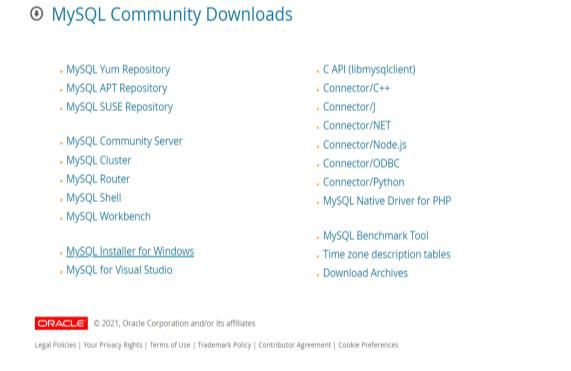 MySQL Community Downloads
MySQL Yum Repository
MySQL APT Repository
MySQL SUSE Repository
MySQL Community Server
MySQL Cluster
MySQL Router
MySQL Shell
MySQL Workbench
MySQL Installer for Windows
MySQL for Visual Studio
C API (libmysqlclient)
Connector/C++
Connector/J
Connector/NET
Connector/Node.js
Connector/ODBC
Connector/Python
MySQL Native Driver for PHP
MySQL Benchmark Tool
Time zone description tables
Download Archives
ORACLE © 2021, Oracle Corporation and/or its affiliates
Legal Policies | Your Privacy Rights | Terms of Use | Trademark Policy | Contributor Agreement | Cookie Preferences